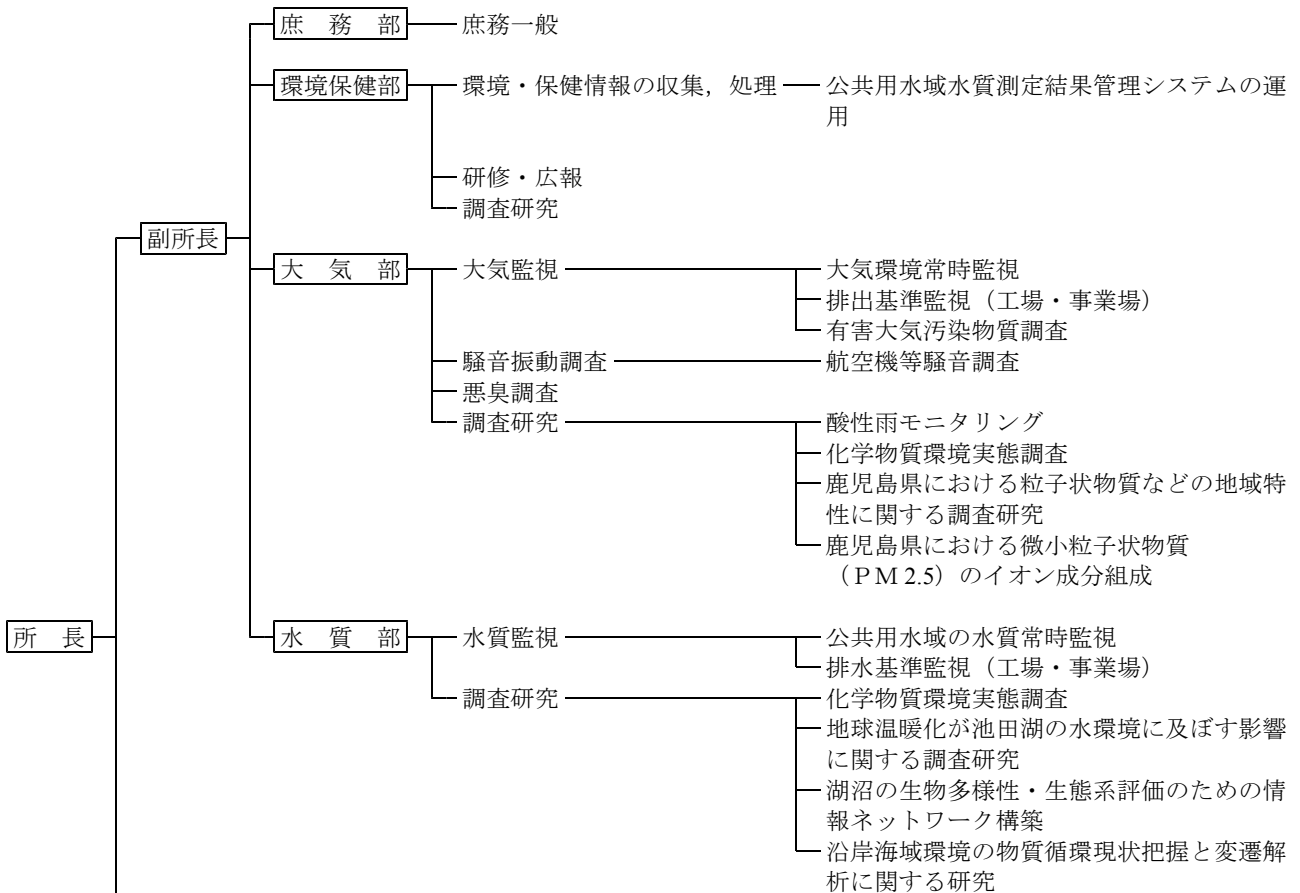 庶務部 庶務一般
環境保健部 環境・保健情報の収集，処理 公共用水域水質測定結果管理システムの運
用
研修・広報
調査研究
副所長
大気部 大気監視 大気環境常時監視
排出基準監視（工場・事業場）
有害大気汚染物質調査
騒音振動調査 航空機等騒音調査
悪臭調査
調査研究 酸性雨モニタリング
化学物質環境実態調査
鹿児島県における粒子状物質などの地域特
性に関する調査研究
鹿児島県における微小粒子状物質
（ＰＭ2.5）のイオン成分組成
所長 水質部 水質監視 公共用水域の水質常時監視
排水基準監視（工場・事業場）
調査研究 化学物質環境実態調査
地球温暖化が池田湖の水環境に及ぼす影響
に関する調査研究
湖沼の生物多様性・生態系評価のための情
報ネットワーク構築
沿岸海域環境の物質循環現状把握と変遷解
析に関する研究